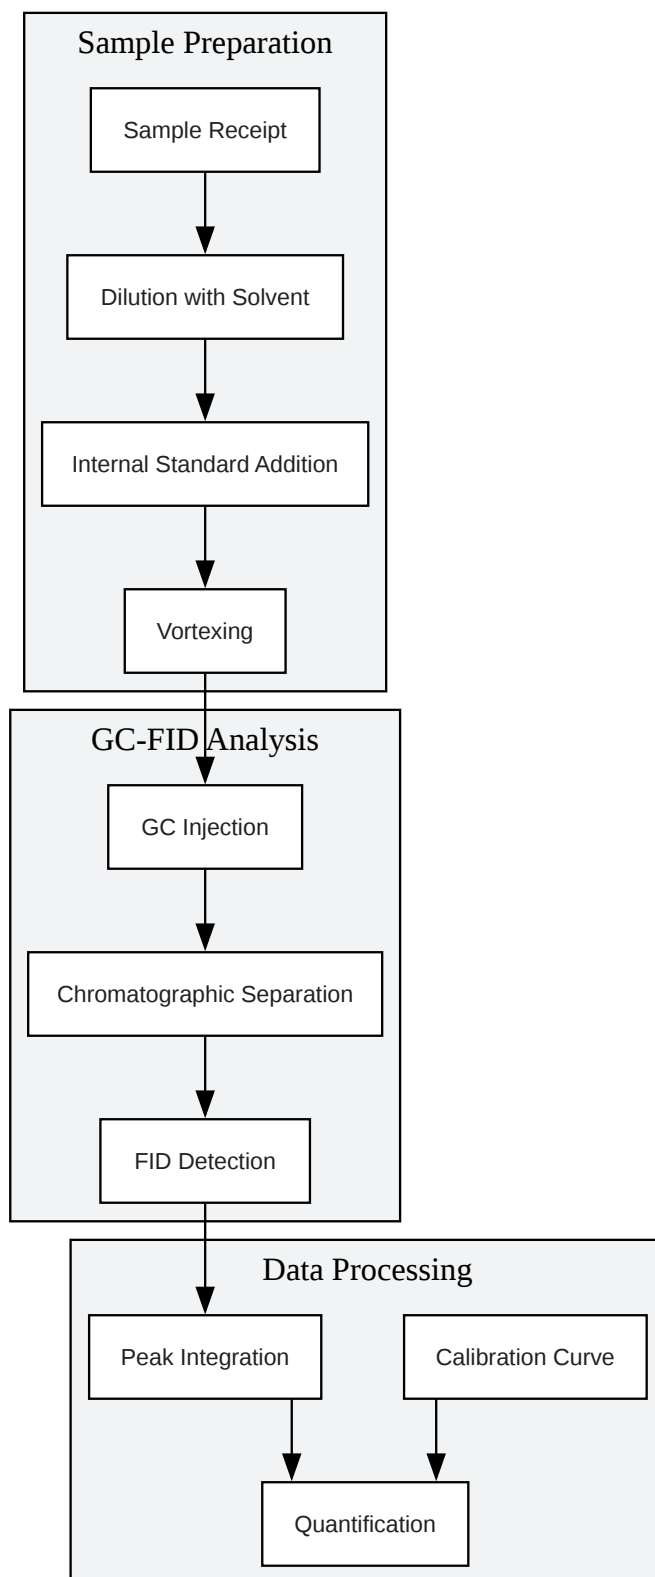 Sample Preparation
Sample Receipt
Dilution with Solvent
Internal Standard Addition
Vortexing
GC-FID Analysis
GC Injection
Chromatographic Separation
FID Detection
Data Processing
Peak Integration
Calibration Curve
Quantification